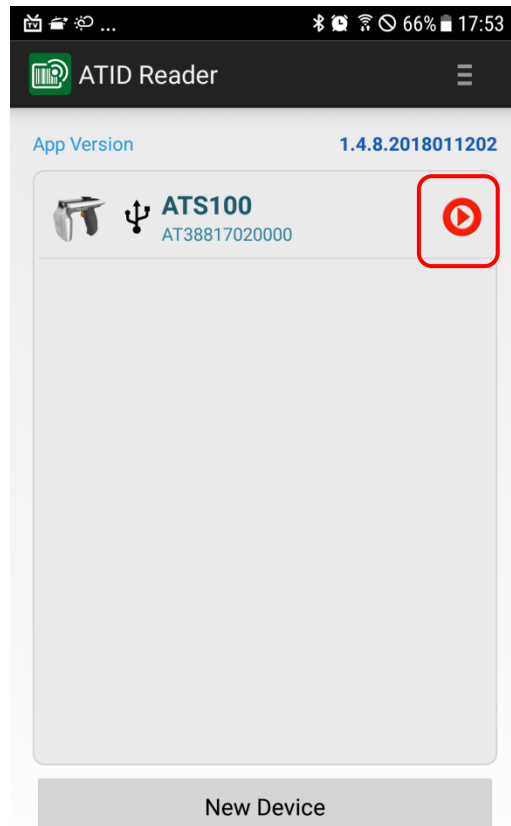 ... 66% 17:53
ATID Reader
App Version 1.4.8.2018011202
ATS100
AT38817020000
New Device